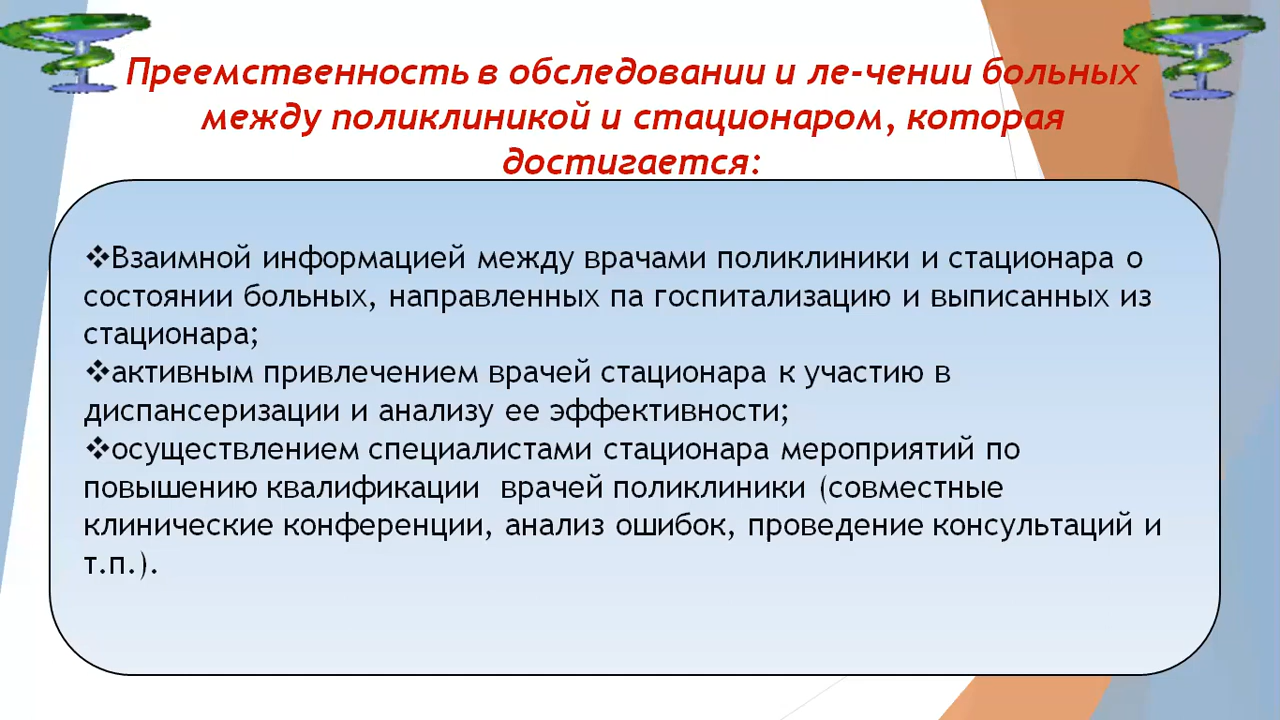 Преемственность в обследовании и ле-чении больных
между поликлиникой и стационаром, которая
достигается:
❖Взаимной информацией между врачами поликлиники и стационара о
состоянии больных, направленных па госпитализацию и выписанных из
стационара;
❖активным привлечением врачей стационара к участию в
диспансеризации и анализу ее эффективности;
❖осуществлением специалистами стационара мероприятий по
повышению квалификации  врачей поликлиники (совместные
клинические конференции, анализ ошибок, проведение консультаций и
т.п.).